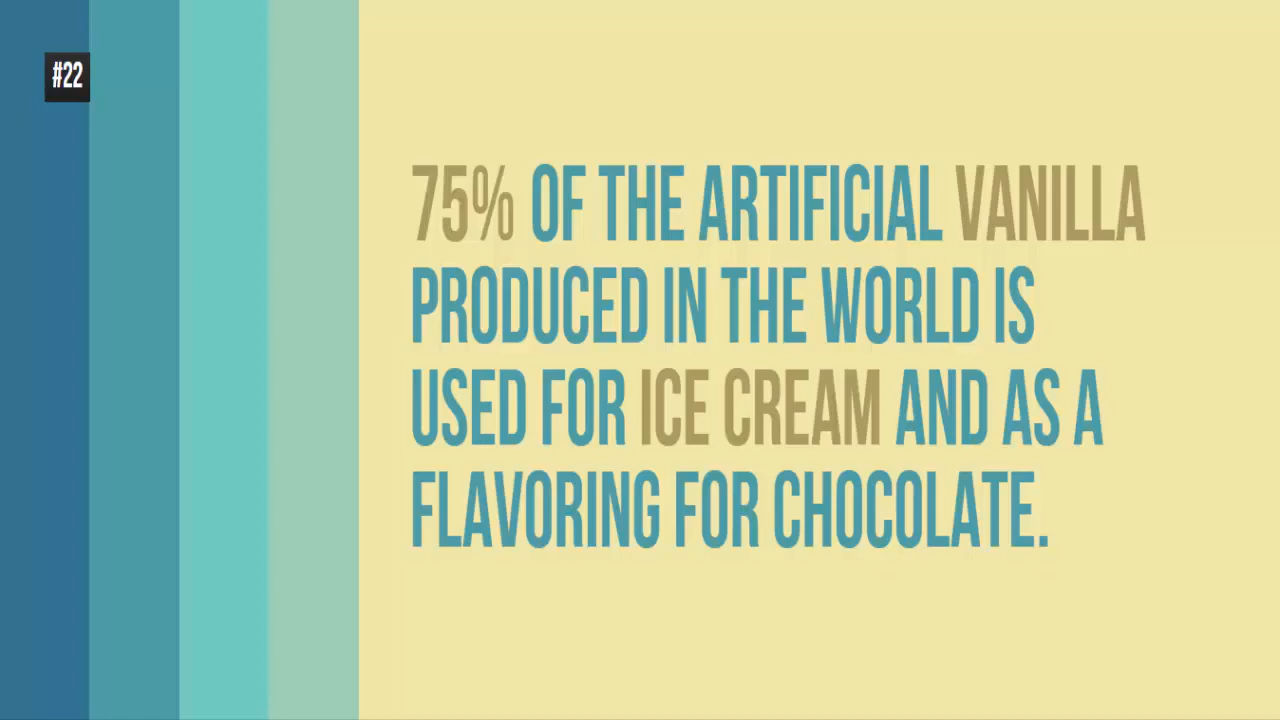 #22
75% OF THE ARTIFICIAL VANILLA
PRODUCED IN THE WORLD IS
USED FOR ICE CREAM AND AS A
FLAVORING FOR CHOCOLATE.